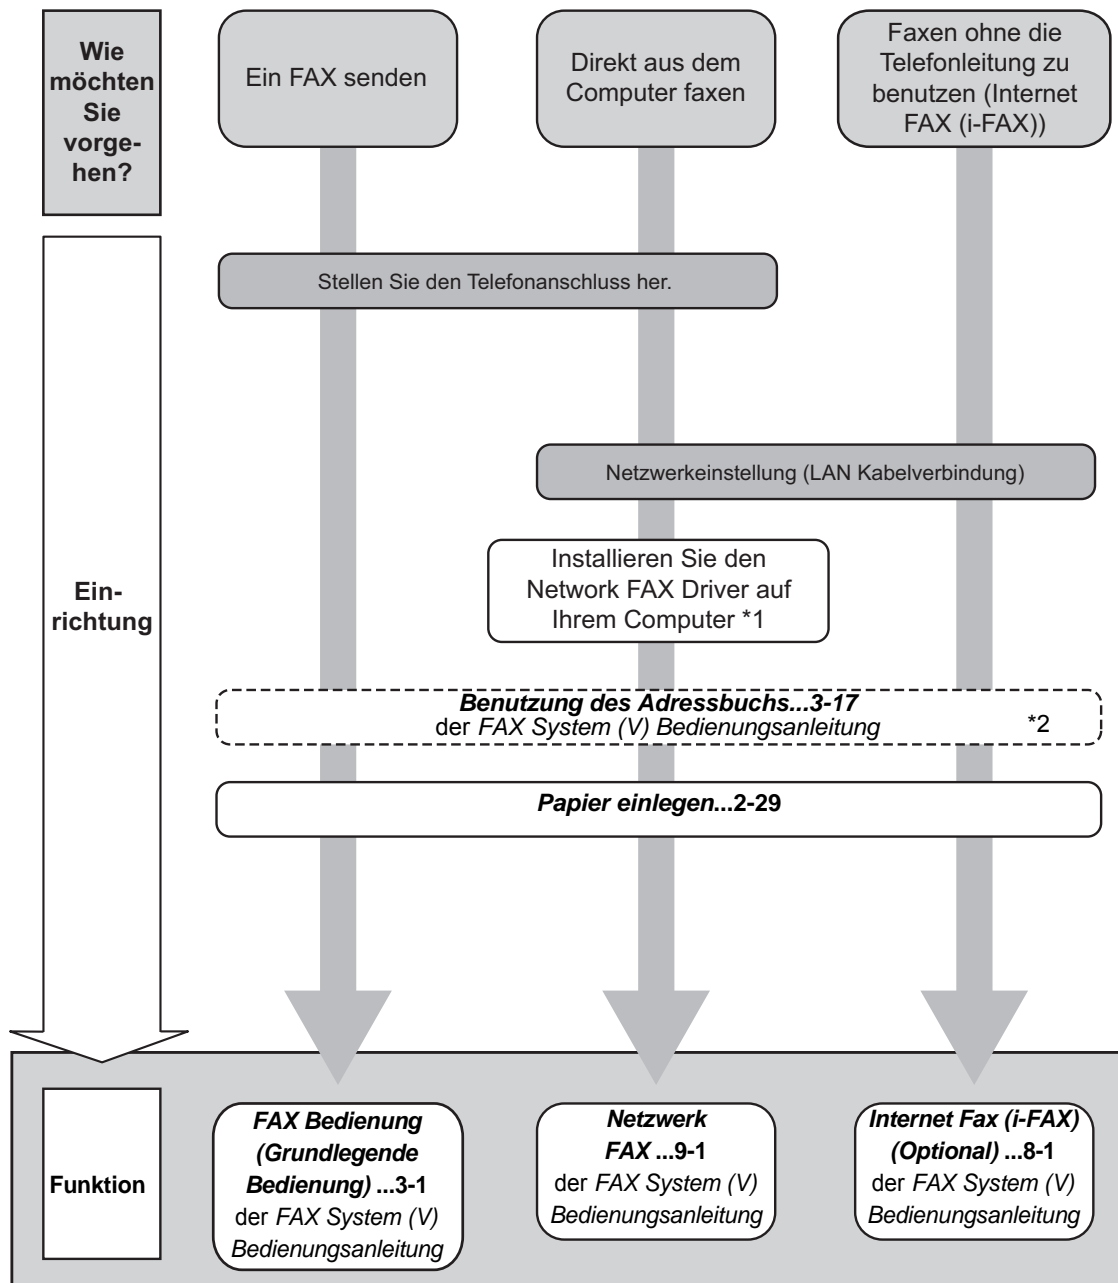 Wie
möchten
Sie
vorge-
hen?
Ein FAX senden
Direkt aus dem
Computer faxen
Faxen ohne die
Telefonleitung zu
benutzen (Internet
FAX (i-FAX))
Stellen Sie den Telefonanschluss her.
Netzwerkeinstellung (LAN Kabelverbindung)
Installieren Sie den
Network FAX Driver auf
Ihrem Computer *1
Ein-
richtung
Benutzung des Adressbuchs...3-17
der FAX System (V) Bedienungsanleitung *2
Papier einlegen...2-29
Funktion
FAX Bedienung
(Grundlegende
Bedienung) ...3-1
der FAX System (V)
Bedienungsanleitung
Netzwerk
FAX ...9-1
der FAX System (V)
Bedienungsanleitung
Internet Fax (i-FAX)
(Optional) ...8-1
der FAX System (V)
Bedienungsanleitung